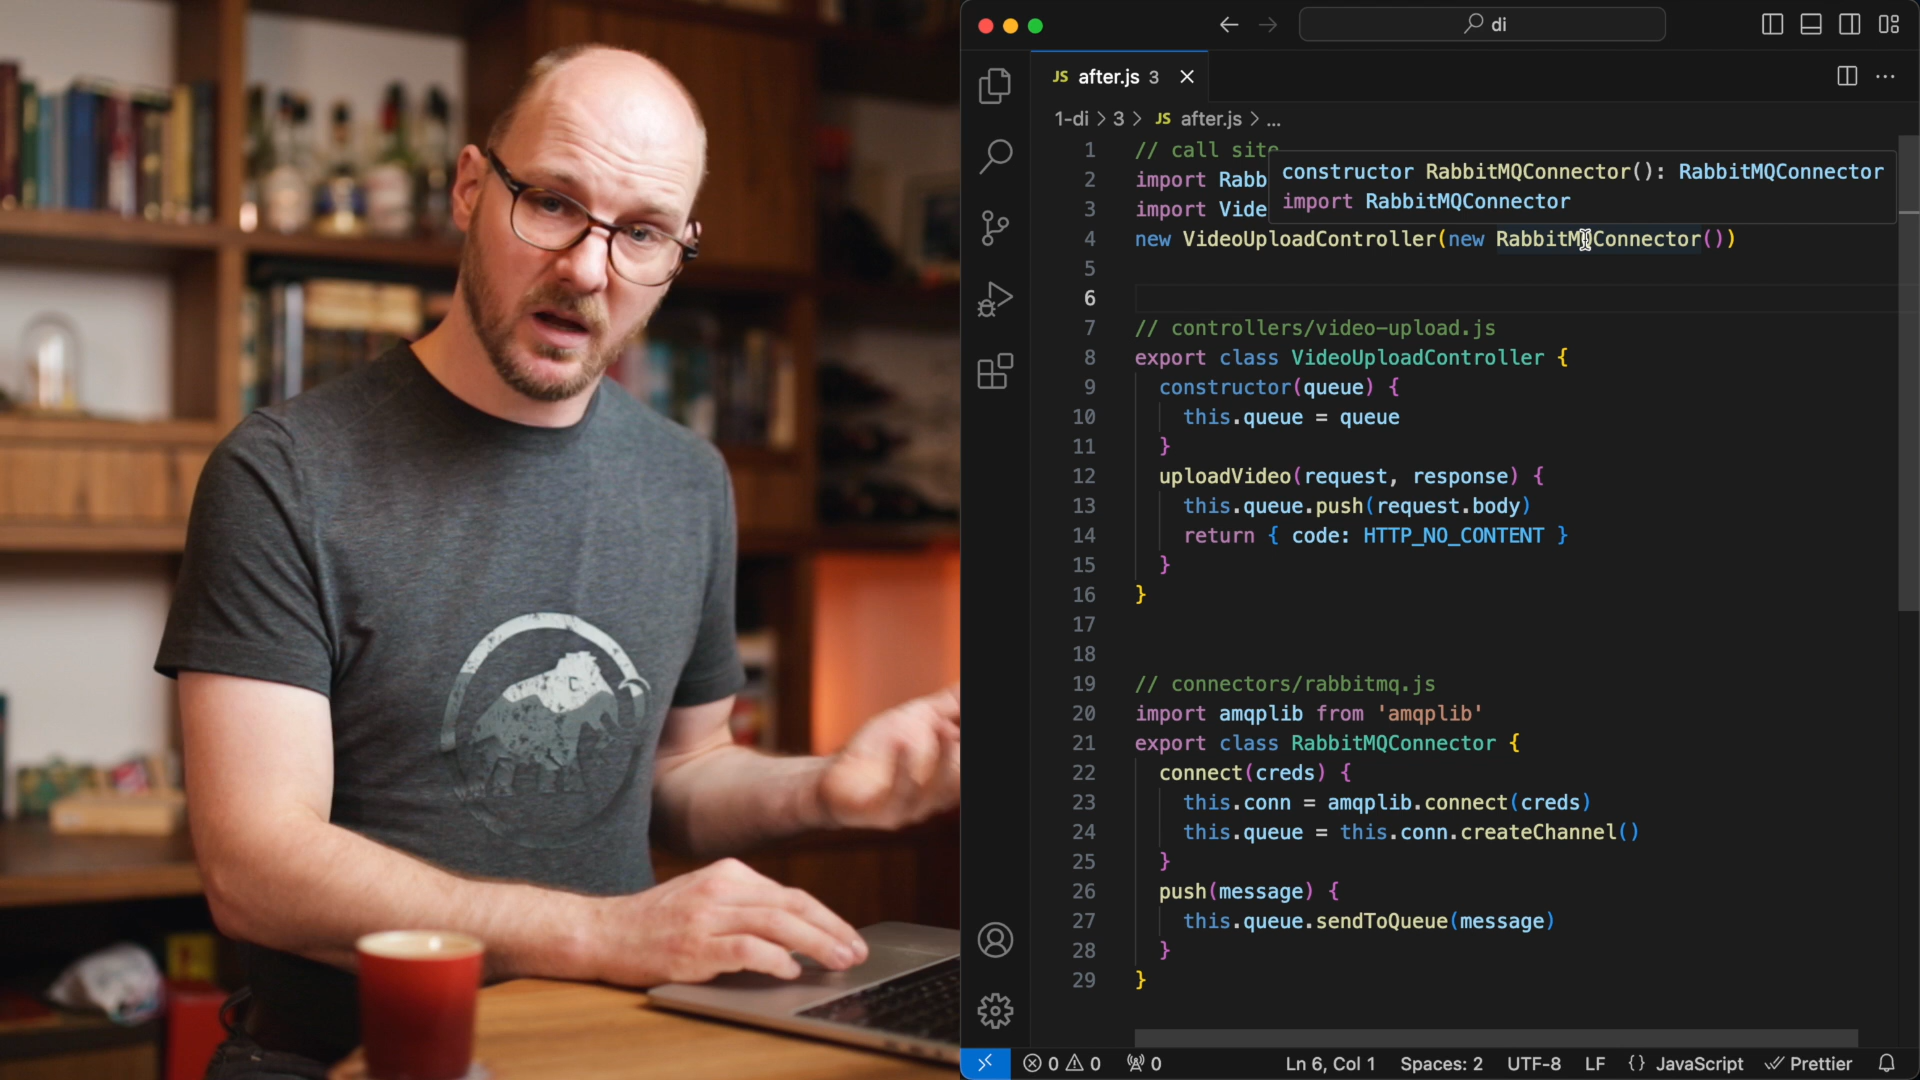 di
JS after.js 3
1-di > 3 > JS after.js > ...
1 // call site
2 import Rabb
3 import Vide
constructor RabbitMQConnector(): RabbitMQConnector
import RabbitMQConnector
4 new VideoUploadController(new RabbitMQConnector())
5
6
7 // controllers/video-upload.js
8 export class VideoUploadController {
9 constructor(queue) {
10 this.queue = queue
11 }
12 uploadVideo(request, response) {
13 this.queue.push(request.body)
14 return { code: HTTP_NO_CONTENT }
15 }
16 }
17
18
19 // connectors/rabbitmq.js
20 import amqplib from 'amqplib'
21 export class RabbitMQConnector {
22 connect(creds) {
23 this.conn = amqplib.connect(creds)
24 this.queue = this.conn.createChannel()
25 }
26 push(message) {
27 this.queue.sendToQueue(message)
28 }
29 }
0 0 0 Ln 6, Col 1 Spaces: 2 UTF-8 LF {} JavaScript Prettier